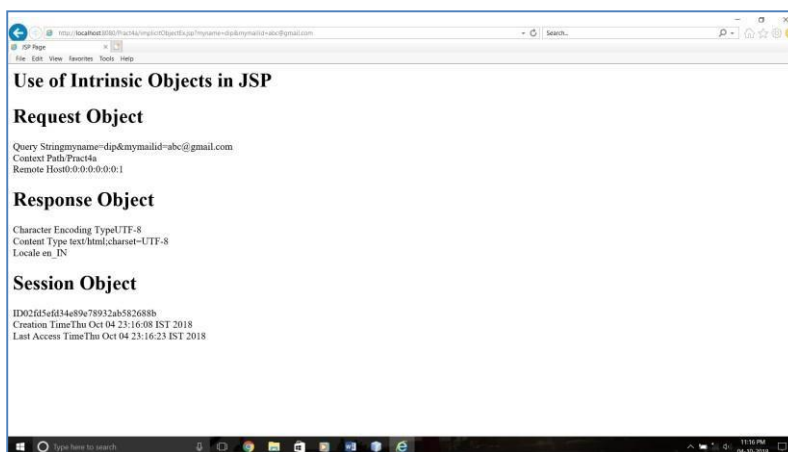 http://localhost:8080/Pract4a/ImplicitObjectEx.jsp?myname=dip&mymailid=abc@gmail.com
Search...
JSP Page
File Edit View Favorites Tools Help
Use of Intrinsic Objects in JSP
Request Object
Query Stringmyname=dip&mymailid=abc@gmail.com
Context Path/Pract4a
Remote Host0:0:0:0:0:0:0:1
Response Object
Character Encoding TypeUTF-8
Content Type text/html;charset=UTF-8
Locale en_IN
Session Object
ID02fd5efd34e89e78932ab582688b
Creation TimeThu Oct 04 23:16:08 IST 2018
Last Access TimeThu Oct 04 23:16:23 IST 2018
Type here to search
11:16 PM
04-10-2018